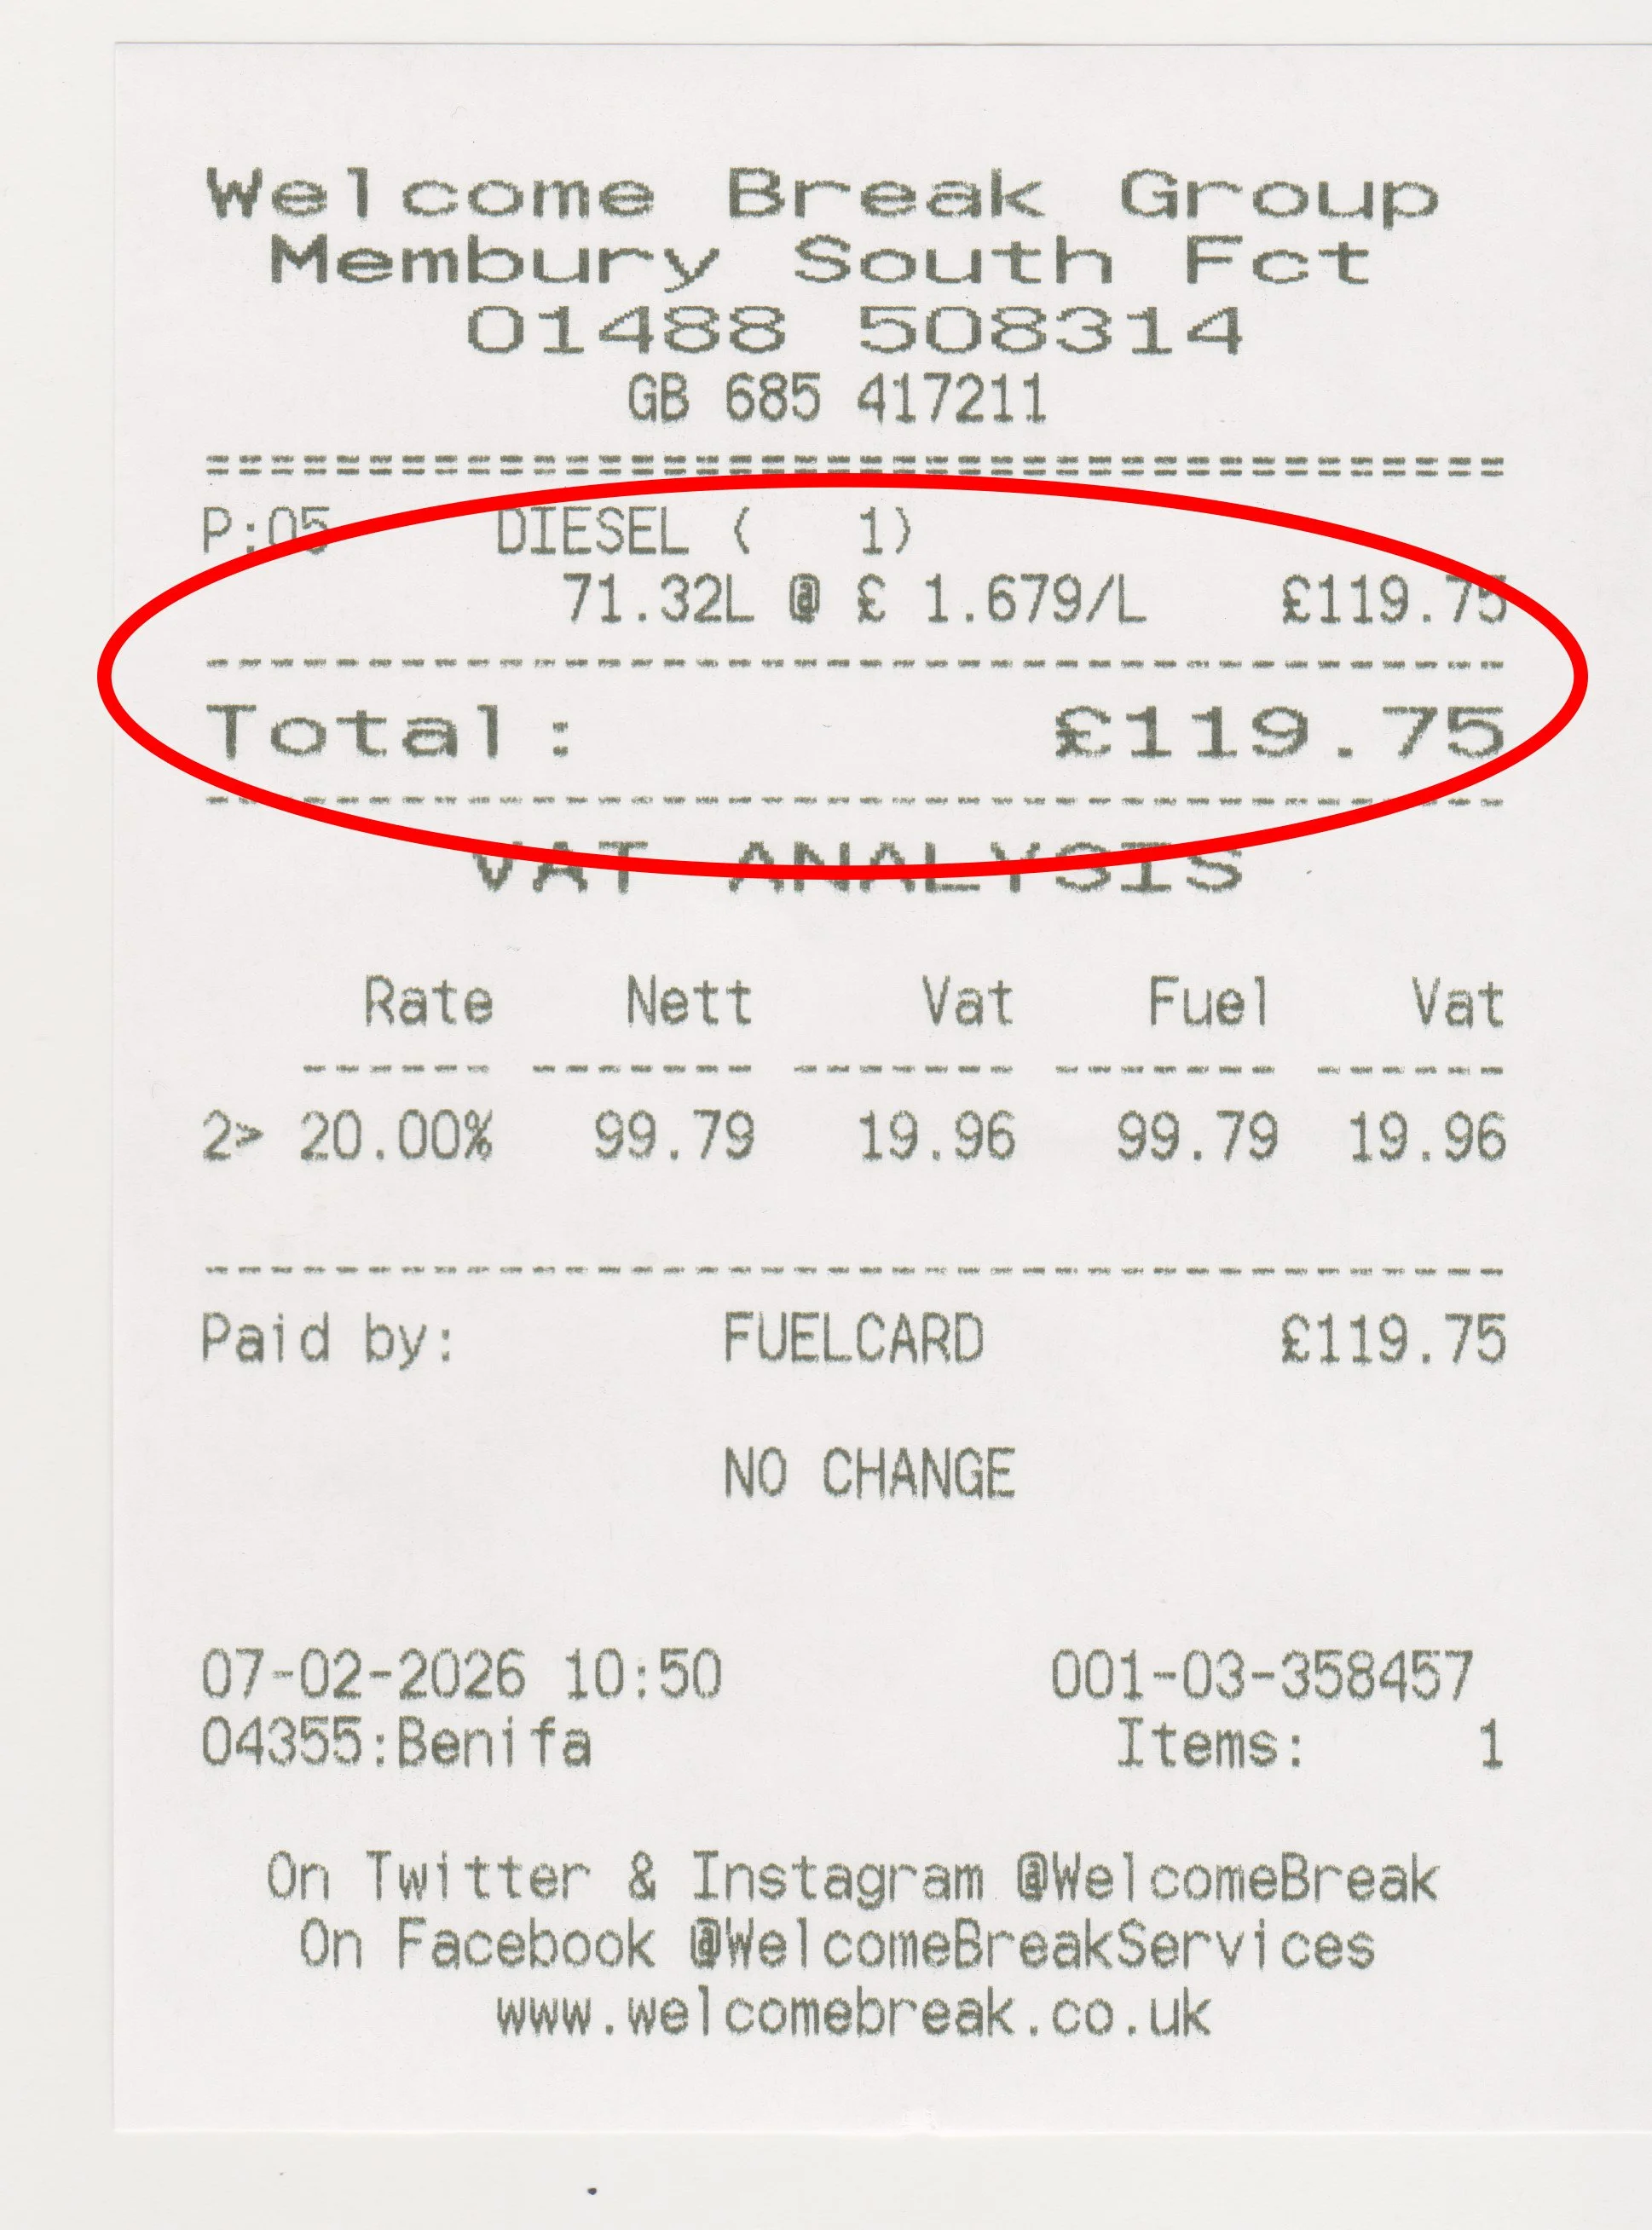 Welcome Break Group
Membury South Fct
01488 508314
GB 685 417211
========================================
P:05 DIESEL ( 1)
71.32L @ £ 1.679/L £119.75
----------------------------------------
Total: £119.75
----------------------------------------
VAT ANALYSIS
Rate Nett Vat Fuel Vat
------ ------- ------- ------- ------
2> 20.00% 99.79 19.96 99.79 19.96
----------------------------------------
Paid by: FUELCARD £119.75
NO CHANGE
07-02-2026 10:50 001-03-358457
04355:Benifa Items: 1
On Twitter & Instagram @WelcomeBreak
On Facebook @WelcomeBreakServices
www.welcomebreak.co.uk